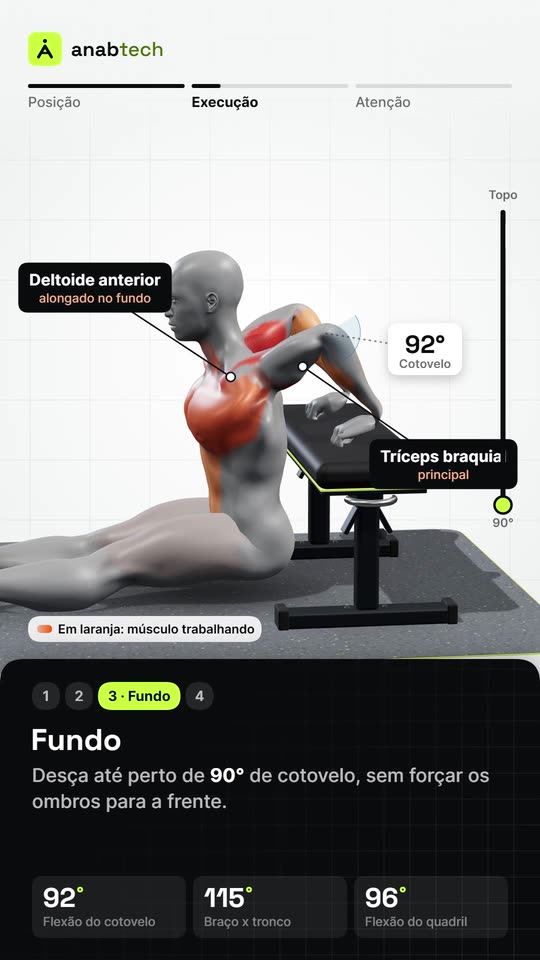 anabtech
Posição
Execução
Atenção
Topo
Deltoide anterior
alongado no fundo
92°
Cotovelo
Tríceps braquia
principal
90°
Em laranja: músculo trabalhando
1
2
3 · Fundo
4
Fundo
Desça até perto de 90° de cotovelo, sem forçar os
ombros para a frente.
92°
115°
96°
Flexão do cotovelo
Braço x tronco
Flexão do quadril